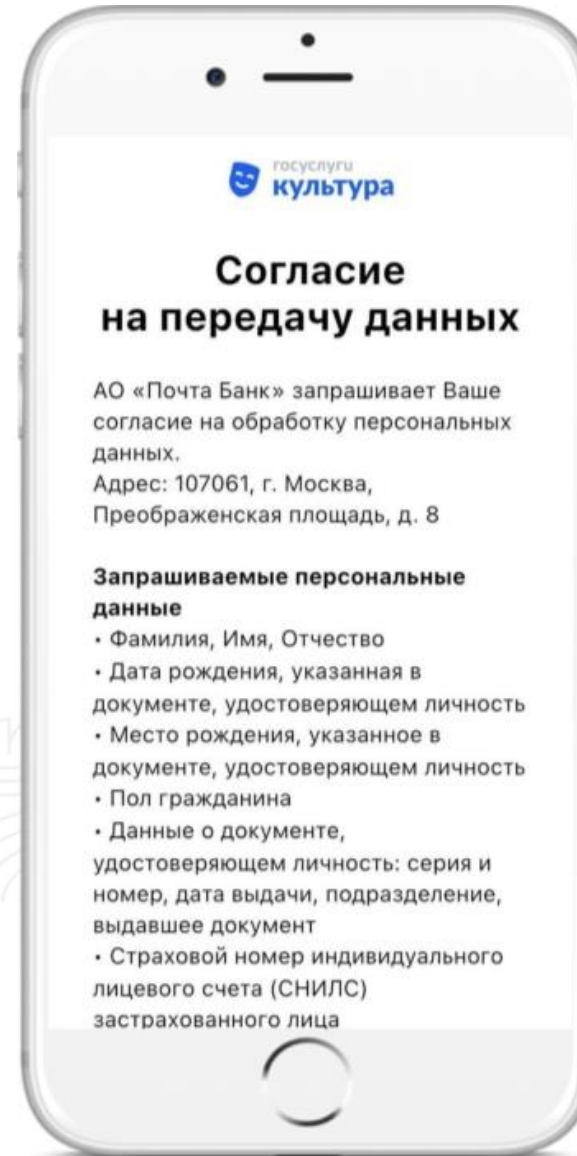 госуслуги
культура
Согласие
на передачу данных
АО «Почта Банк» запрашивает Ваше
согласие на обработку персональных
данных.
Адрес: 107061, г. Москва,
Преображенская площадь, д. 8
Запрашиваемые персональные
данные
• Фамилия, Имя, Отчество
• Дата рождения, указанная в
документе, удостоверяющем личность
• Место рождения, указанное в
документе, удостоверяющем личность
• Пол гражданина
• Данные о документе,
удостоверяющем личность: серия и
номер, дата выдачи, подразделение,
выдавшее документ
• Страховой номер индивидуального
лицевого счета (СНИЛС)
застрахованного лица